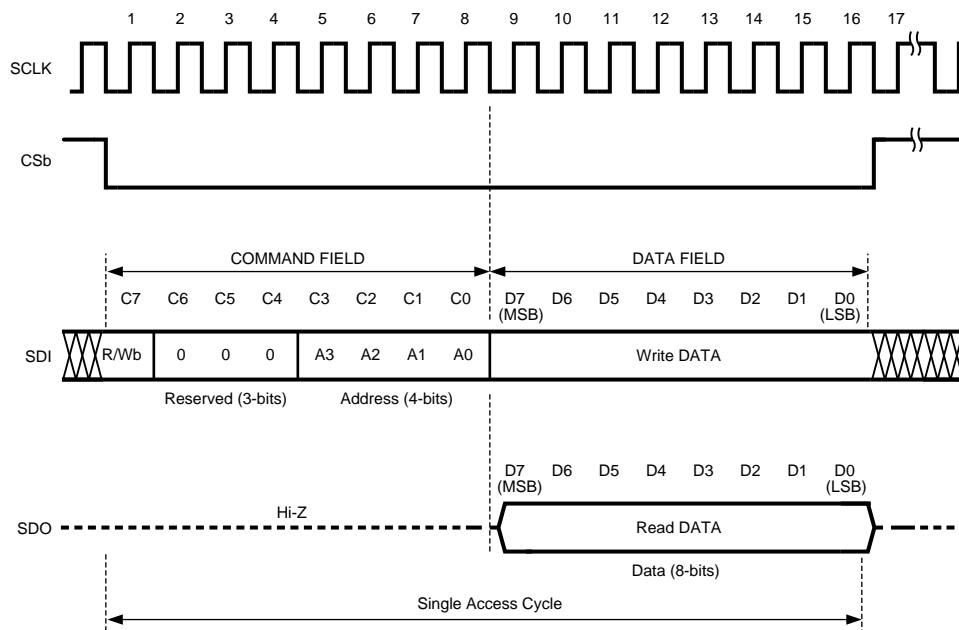 1 2 3 4 5 6 7 8 9 10 11 12 13 14 15 16 17
SCLK
CSb
COMMAND FIELD DATA FIELD
C7 C6 C5 C4 C3 C2 C1 C0 D7 D6 D5 D4 D3 D2 D1 D0
(MSB) (LSB)
SDI R/Wb 0 0 0 A3 A2 A1 A0 Write DATA
Reserved (3-bits) Address (4-bits)
D7 D6 D5 D4 D3 D2 D1 D0
(MSB) (LSB)
Hi-Z
SDO Read DATA
Data (8-bits)
Single Access Cycle